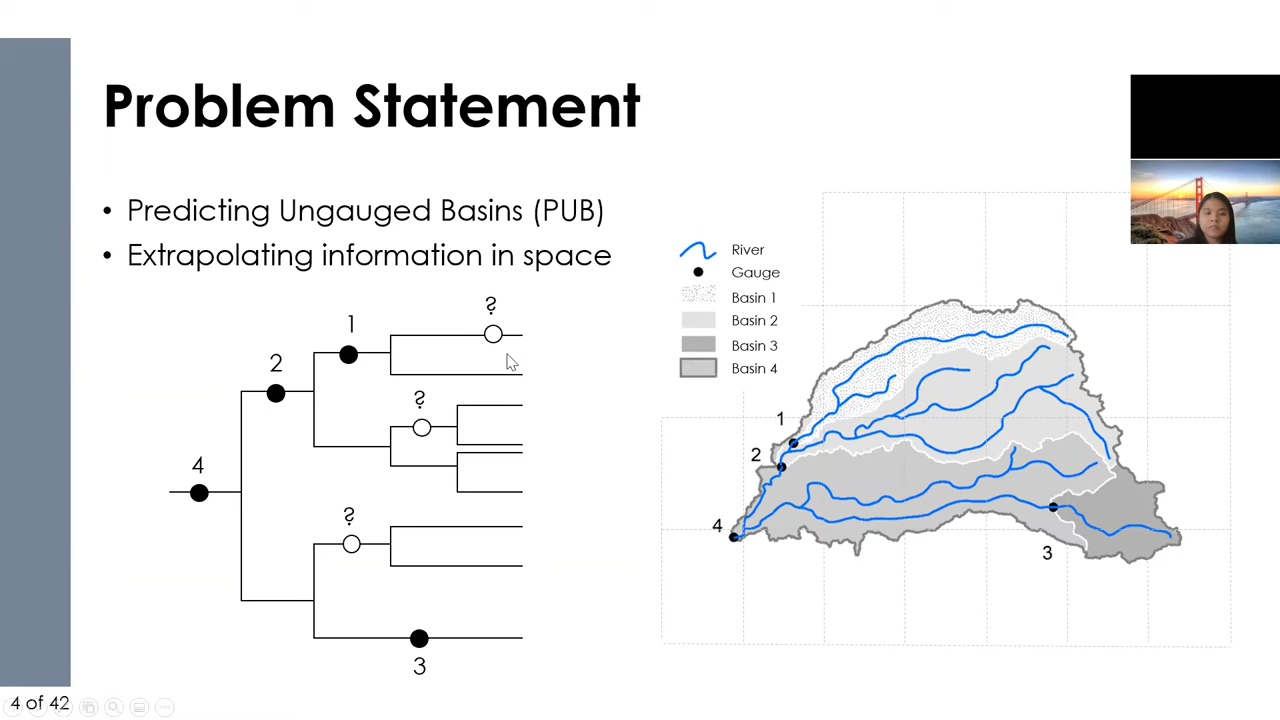 Problem Statement
• Predicting Ungauged Basins (PUB)
• Extrapolating information in space
?
1
2
?
4
?
3
River
Gauge
Basin 1
Basin 2
Basin 3
Basin 4
1
2
4
3
4 of 42